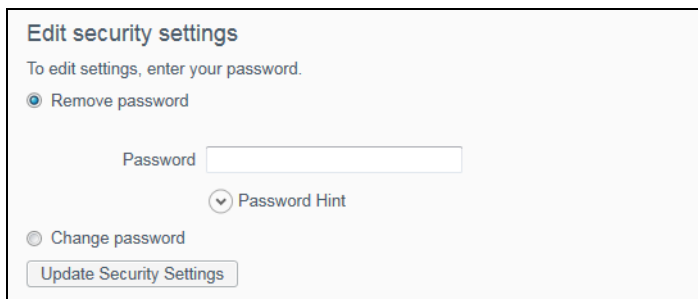 Edit security settings
To edit settings, enter your password.
Remove password
Password
Password Hint
Change password
Update Security Settings